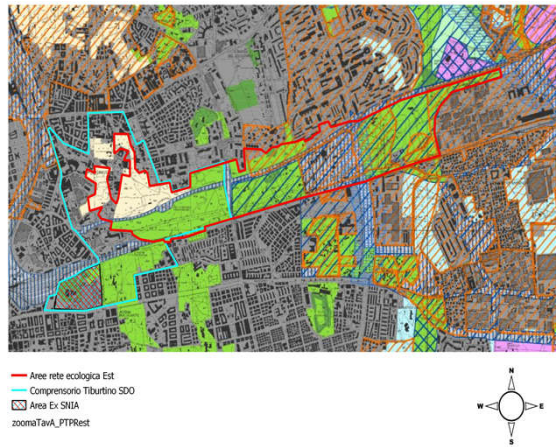 Aree rete ecologica Est
Comprensorio Tiburtino SDO
Area Ex SNIA
zoomaTavA_PTPRest
N
W
E
S